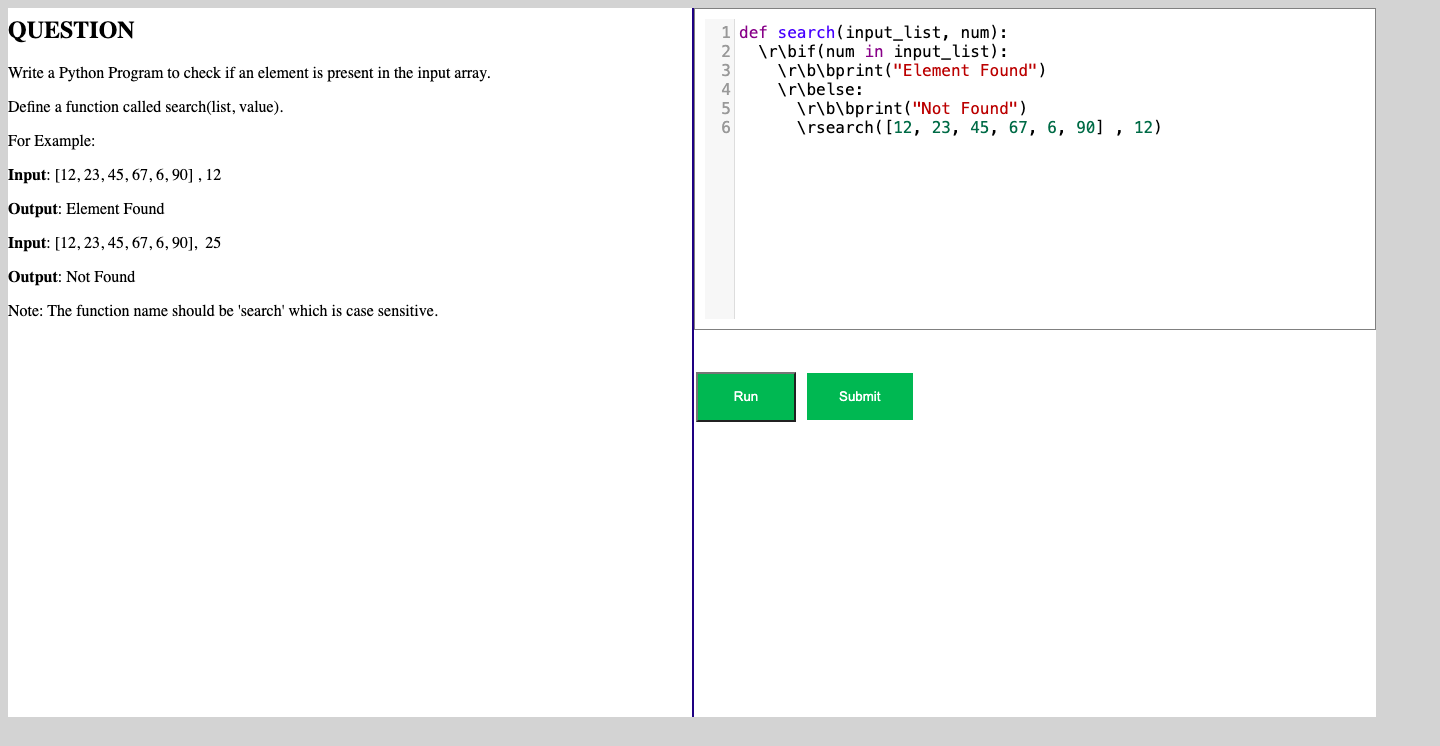 QUESTION
Write a Python Program to check if an element is present in the input array.
Define a function called search(list, value).
For Example:
Input: [12, 23, 45, 67, 6, 90] , 12
Output: Element Found
Input: [12, 23, 45, 67, 6, 90],  25
Output: Not Found
Note: The function name should be 'search' which is case sensitive.
1 def search(input_list, num):
2   \r\bif(num in input_list):
3     \r\b\bprint("Element Found")
4     \r\belse:
5       \r\b\bprint("Not Found")
6       \rsearch([12, 23, 45, 67, 6, 90] , 12)
Run
Submit